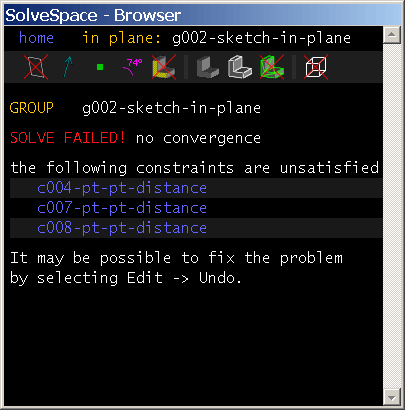 SolveSpace - Browser
home in plane: g002-sketch-in-plane
74°
GROUP g002-sketch-in-plane
SOLVE FAILED! no convergence
the following constraints are unsatisfied
c004-pt-pt-distance
c007-pt-pt-distance
c008-pt-pt-distance
It may be possible to fix the problem
by selecting Edit -> Undo.